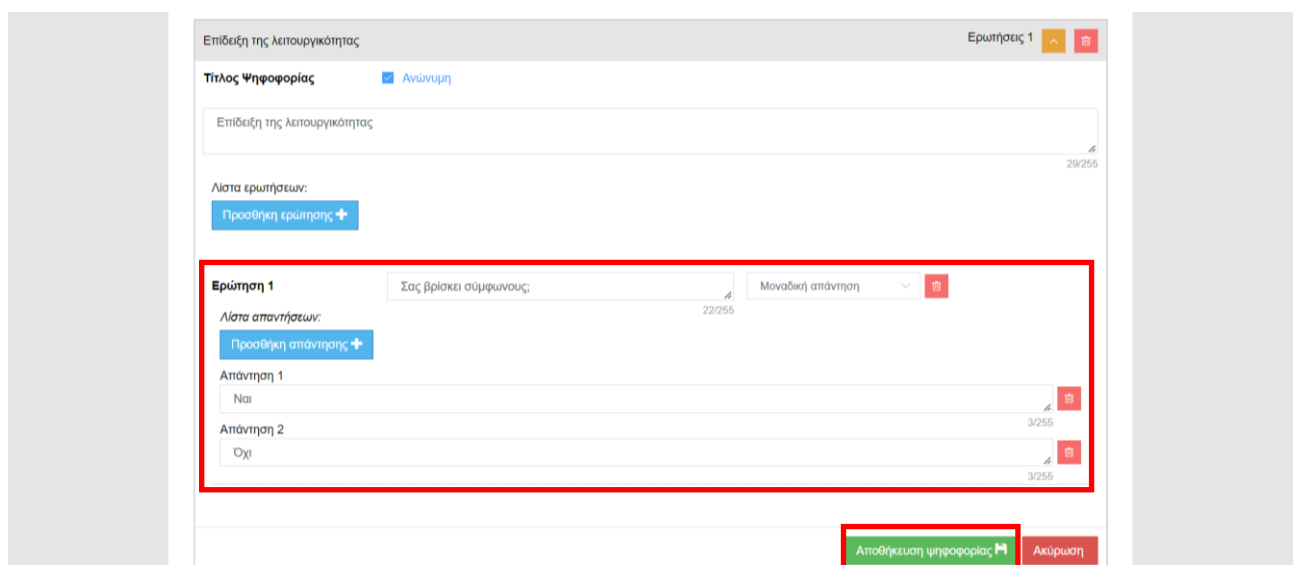 Επίδειξη της λειτουργικότητας Ερωτήσεις 1
Τίτλος Ψηφοφορίας Ανώνυμη
Επίδειξη της λειτουργικότητας
29/255
Λίστα ερωτήσεων:
Προσθήκη ερώτησης
Ερώτηση 1 Σας βρίσκει σύμφωνους; Μοναδική απάντηση
22/255
Λίστα απαντήσεων:
Προσθήκη απάντησης
Απάντηση 1
Ναι
3/255
Απάντηση 2
Όχι
3/255
Αποθήκευση ψηφοφορίας Ακύρωση